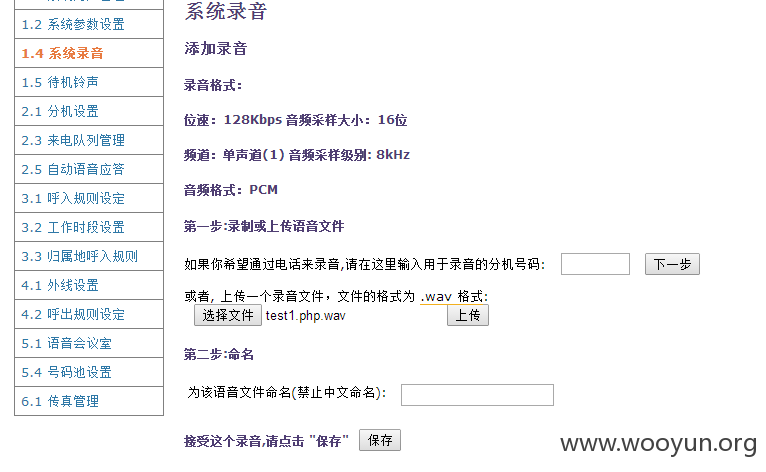 系统录音
1.2 系统参数设置
1.4 系统录音
1.5 待机铃声
2.1 分机设置
2.3 来电队列管理
2.5 自动语音应答
3.1 呼入规则设定
3.2 工作时段设置
3.3 归属地呼入规则
4.1 外线设置
4.2 呼出规则设定
5.1 语音会议室
5.4 号码池设置
6.1 传真管理
添加录音
录音格式：
位速：128Kbps 音频采样大小：16位
频道：单声道(1) 音频采样级别: 8kHz
音频格式：PCM
第一步:录制或上传语音文件
如果你希望通过电话来录音,请在这里输入用于录音的分机号码: 下一步
或者, 上传一个录音文件，文件的格式为 .wav 格式:
选择文件 test1.php.wav 上传
第二步:命名
为该语音文件命名(禁止中文命名):
接受这个录音,请点击 "保存" 保存
www.wooyun.org